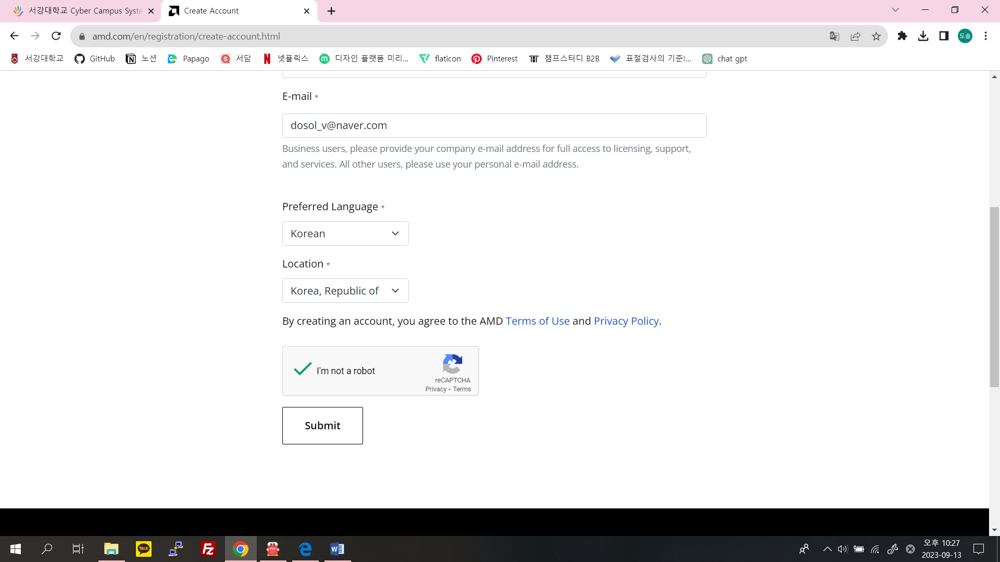 서강대학교 Cyber Campus Syste
Create Account
amd.com/en/registration/create-account.html
도솔
서강대학교
GitHub
노션
Papago
서담
넷플릭스
디자인 플랫폼 미리...
flaticon
Pinterest
챔프스터디 B2B
표절검사의 기준!...
chat gpt
E-mail *
dosol_v@naver.com
Business users, please provide your company e-mail address for full access to licensing, support,
and services. All other users, please use your personal e-mail address.
Preferred Language *
Korean
Location *
Korea, Republic of
By creating an account, you agree to the AMD Terms of Use and Privacy Policy.
I'm not a robot
reCAPTCHA
Privacy - Terms
Submit
TALK
FZ
PDF
오후 10:27
2023-09-13